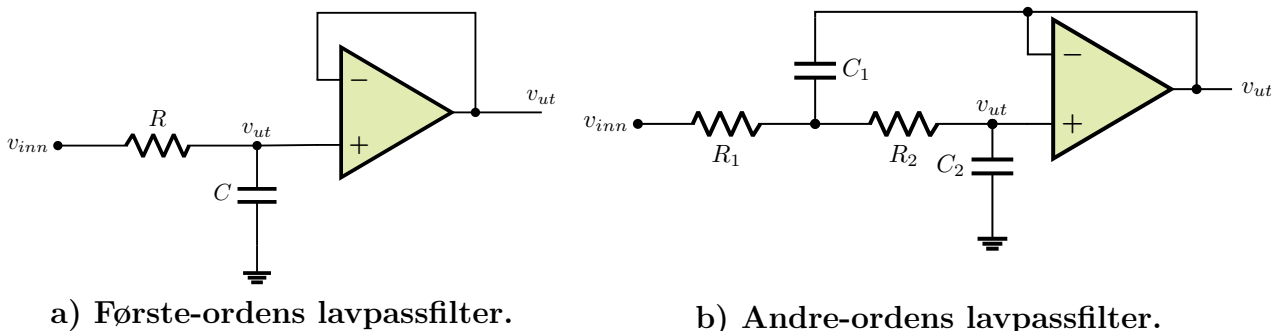 R
v_inn
v_ut
C
−
+
v_ut
a) Første-ordens lavpassfilter.
C_1
v_inn
R_1
R_2
v_ut
C_2
−
+
v_ut
b) Andre-ordens lavpassfilter.